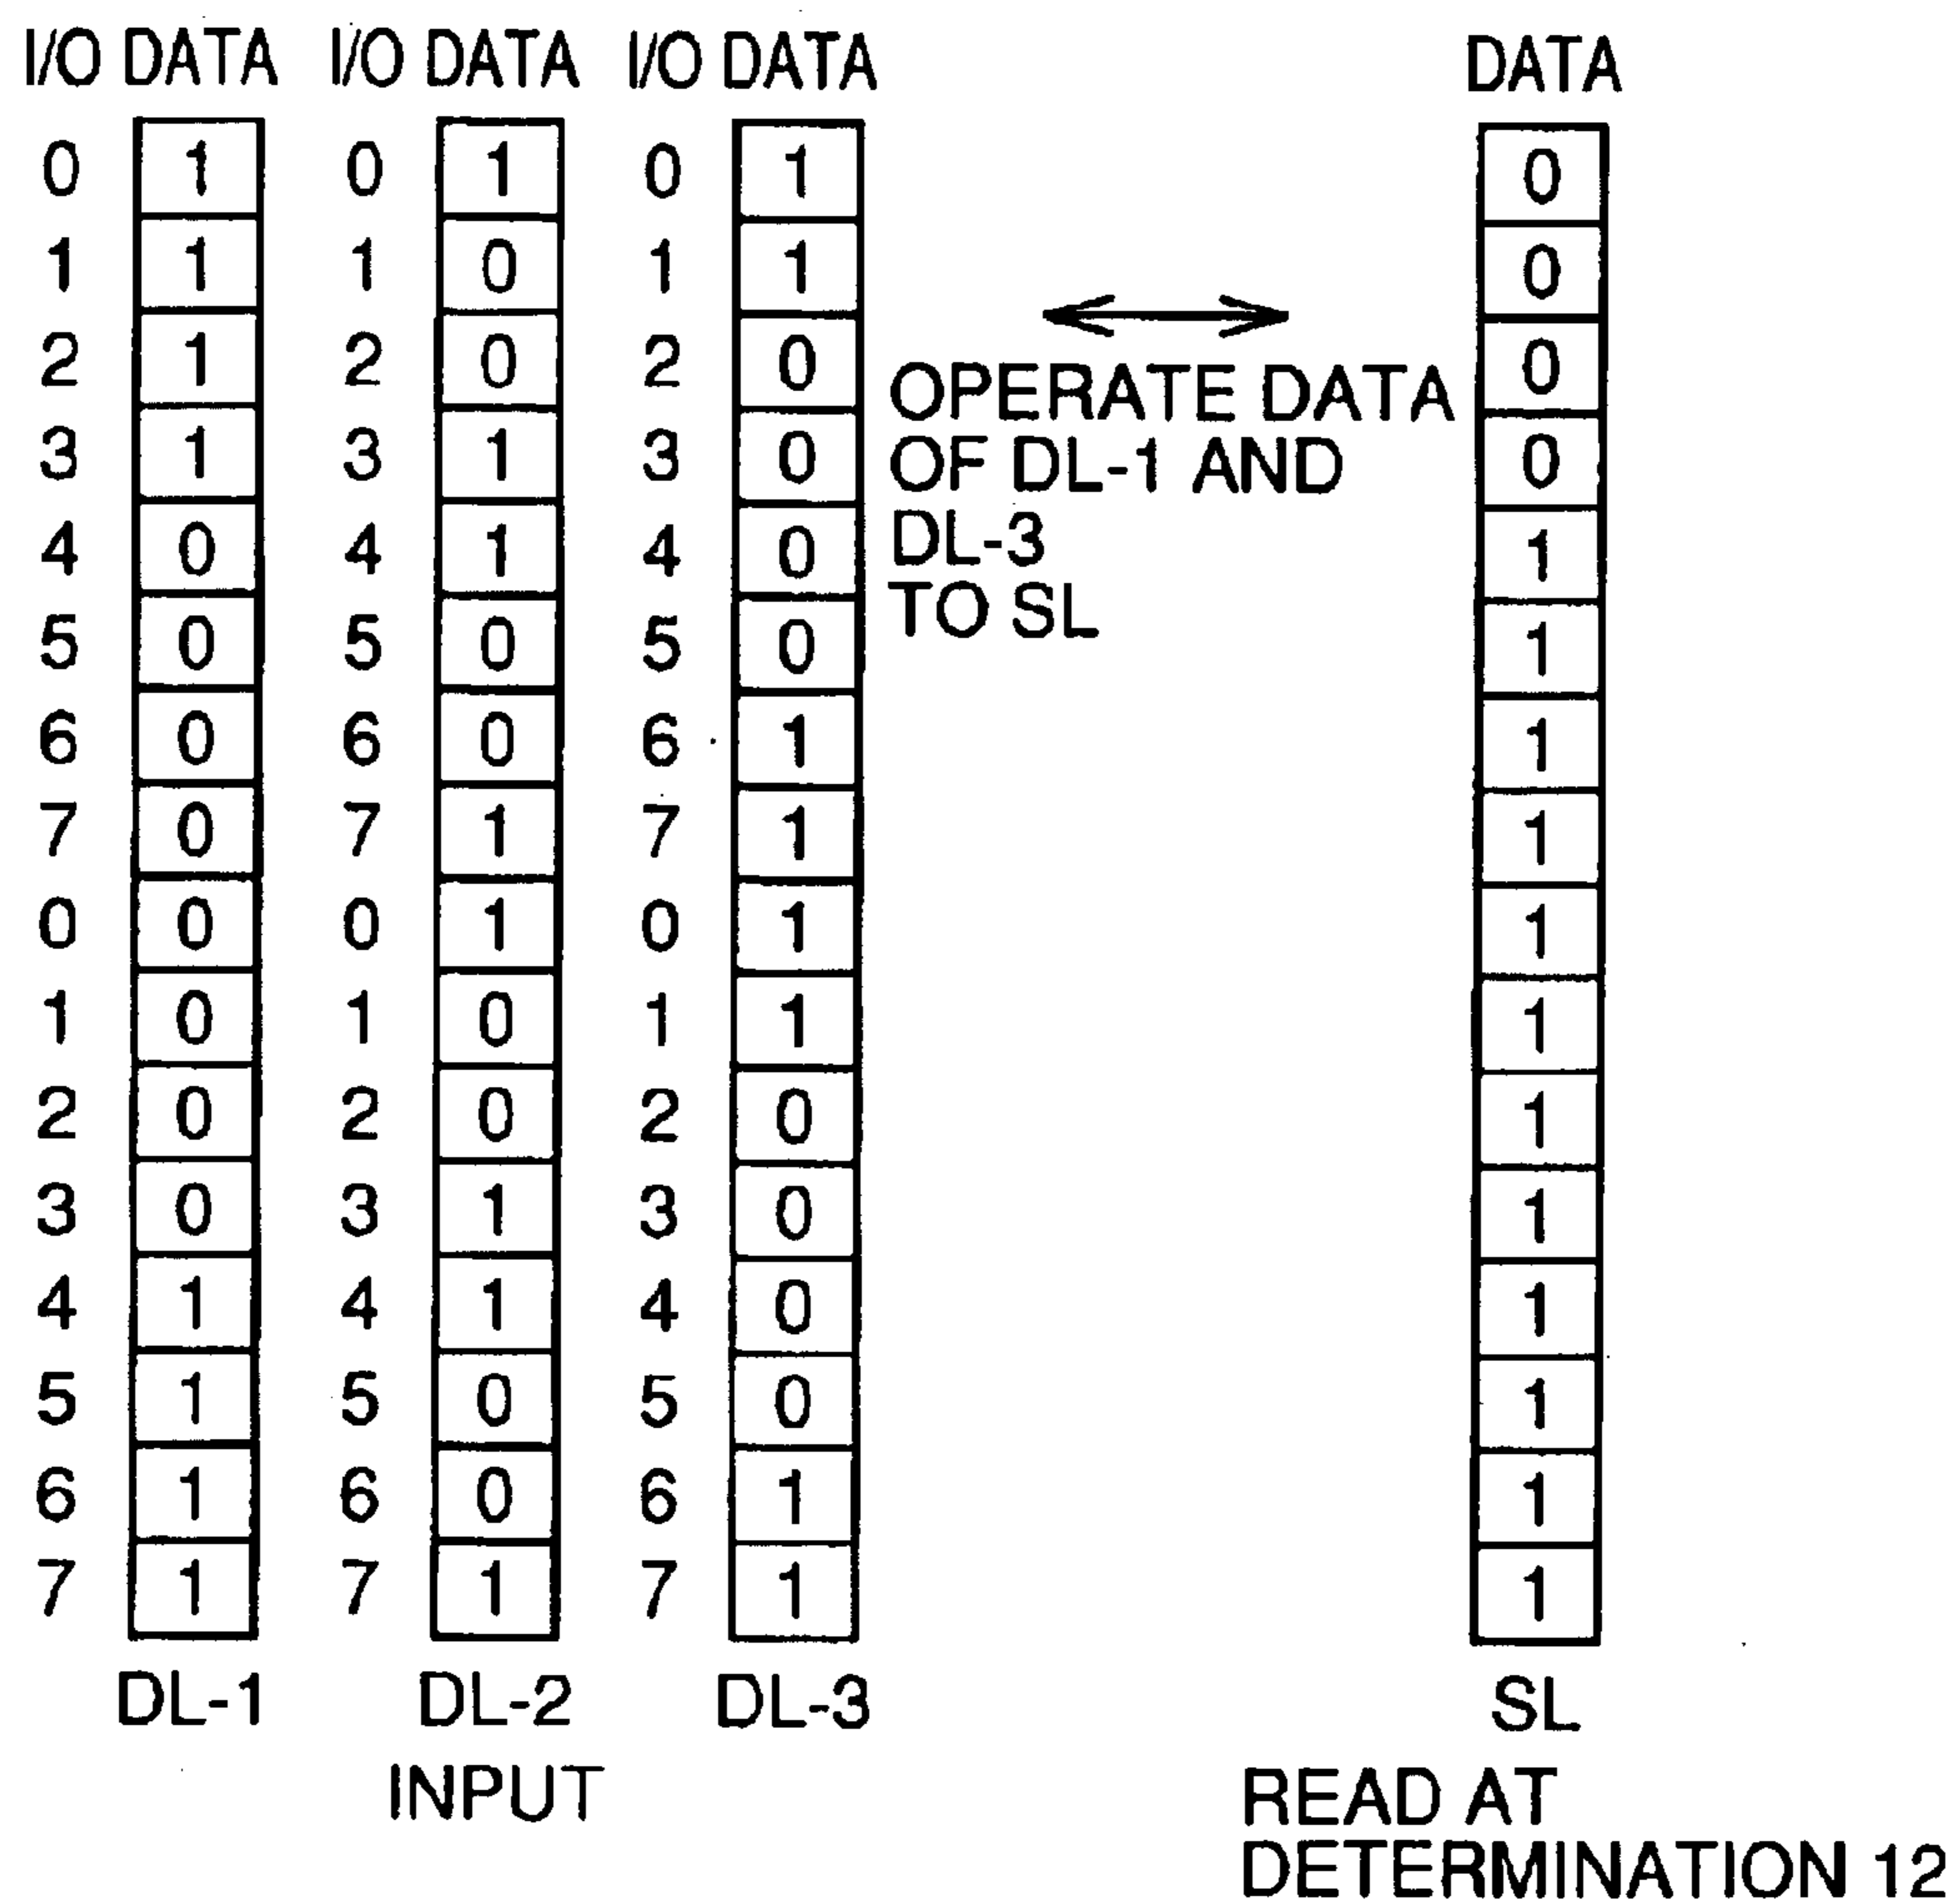 I/O DATA I/O DATA I/O DATA DATA
0 1 0 1 0 1 0
1 1 1 0 1 1 0
2 1 2 0 2 0 0
3 1 3 1 3 0 0
4 0 4 1 4 0 1
5 0 5 0 5 0 1
6 0 6 0 6 1 1
7 0 7 1 7 1 1
0 0 0 1 0 1 1
1 0 1 0 1 1 1
2 0 2 0 2 0 1
3 0 3 1 3 0 1
4 1 4 1 4 0 1
5 1 5 0 5 0 1
6 1 6 0 6 1 1
7 1 7 1 7 1 1
OPERATE DATA
OF DL-1 AND
DL-3
TO SL
DL-1 DL-2 DL-3 SL
INPUT
READ AT
DETERMINATION 12